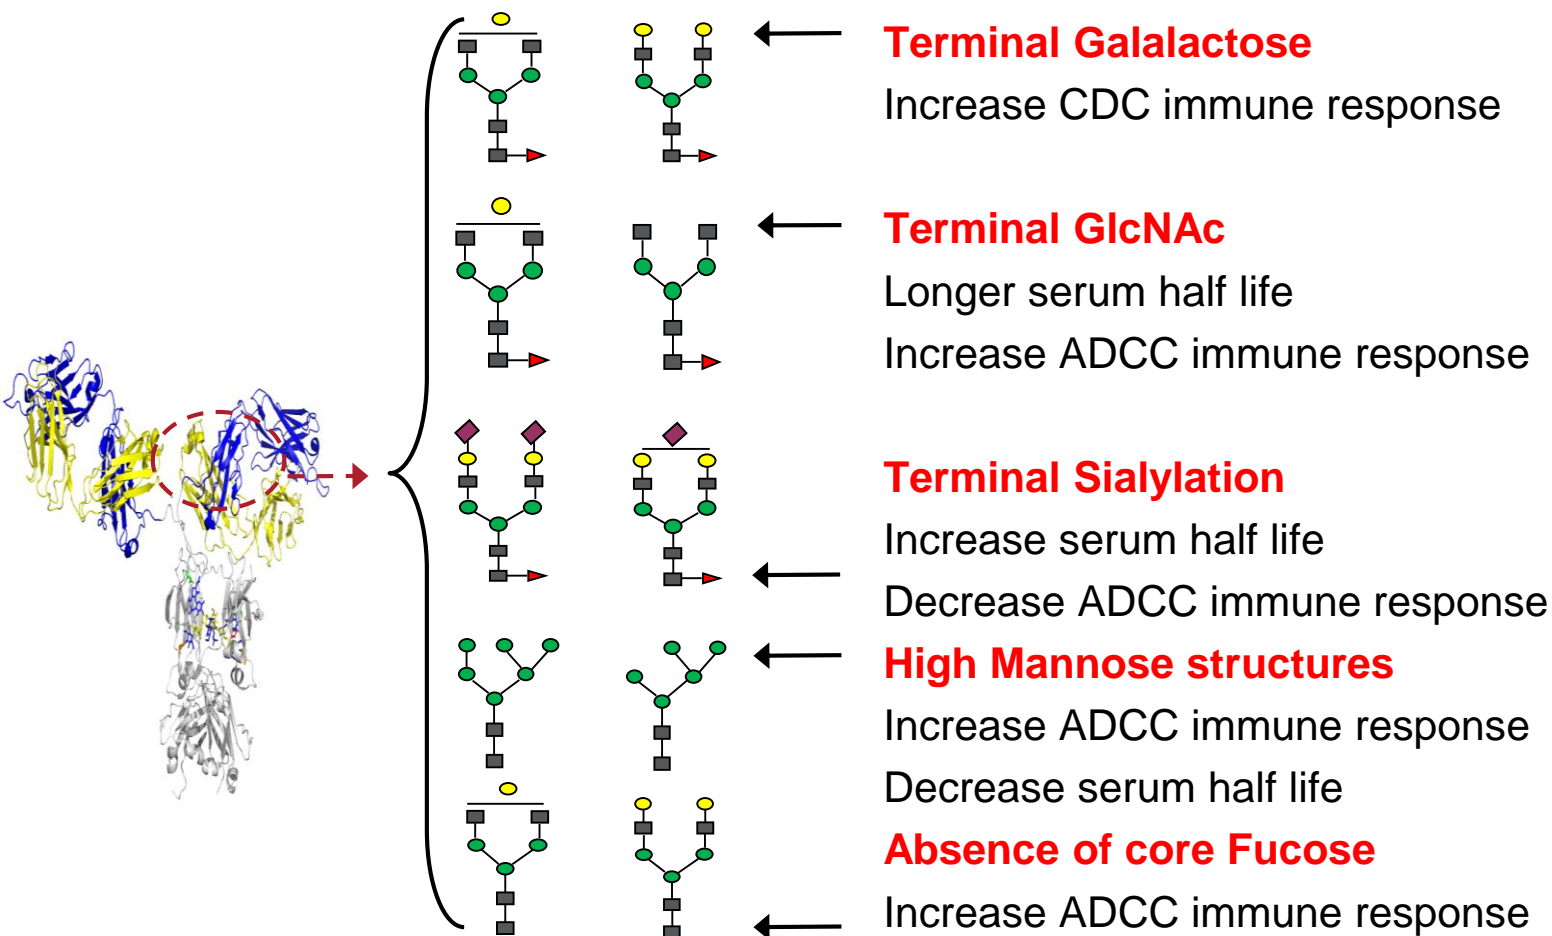 Terminal Galalactose
Increase CDC immune response
Terminal GlcNAc
Longer serum half life
Increase ADCC immune response
Terminal Sialylation
Increase serum half life
Decrease ADCC immune response
High Mannose structures
Increase ADCC immune response
Decrease serum half life
Absence of core Fucose
Increase ADCC immune response